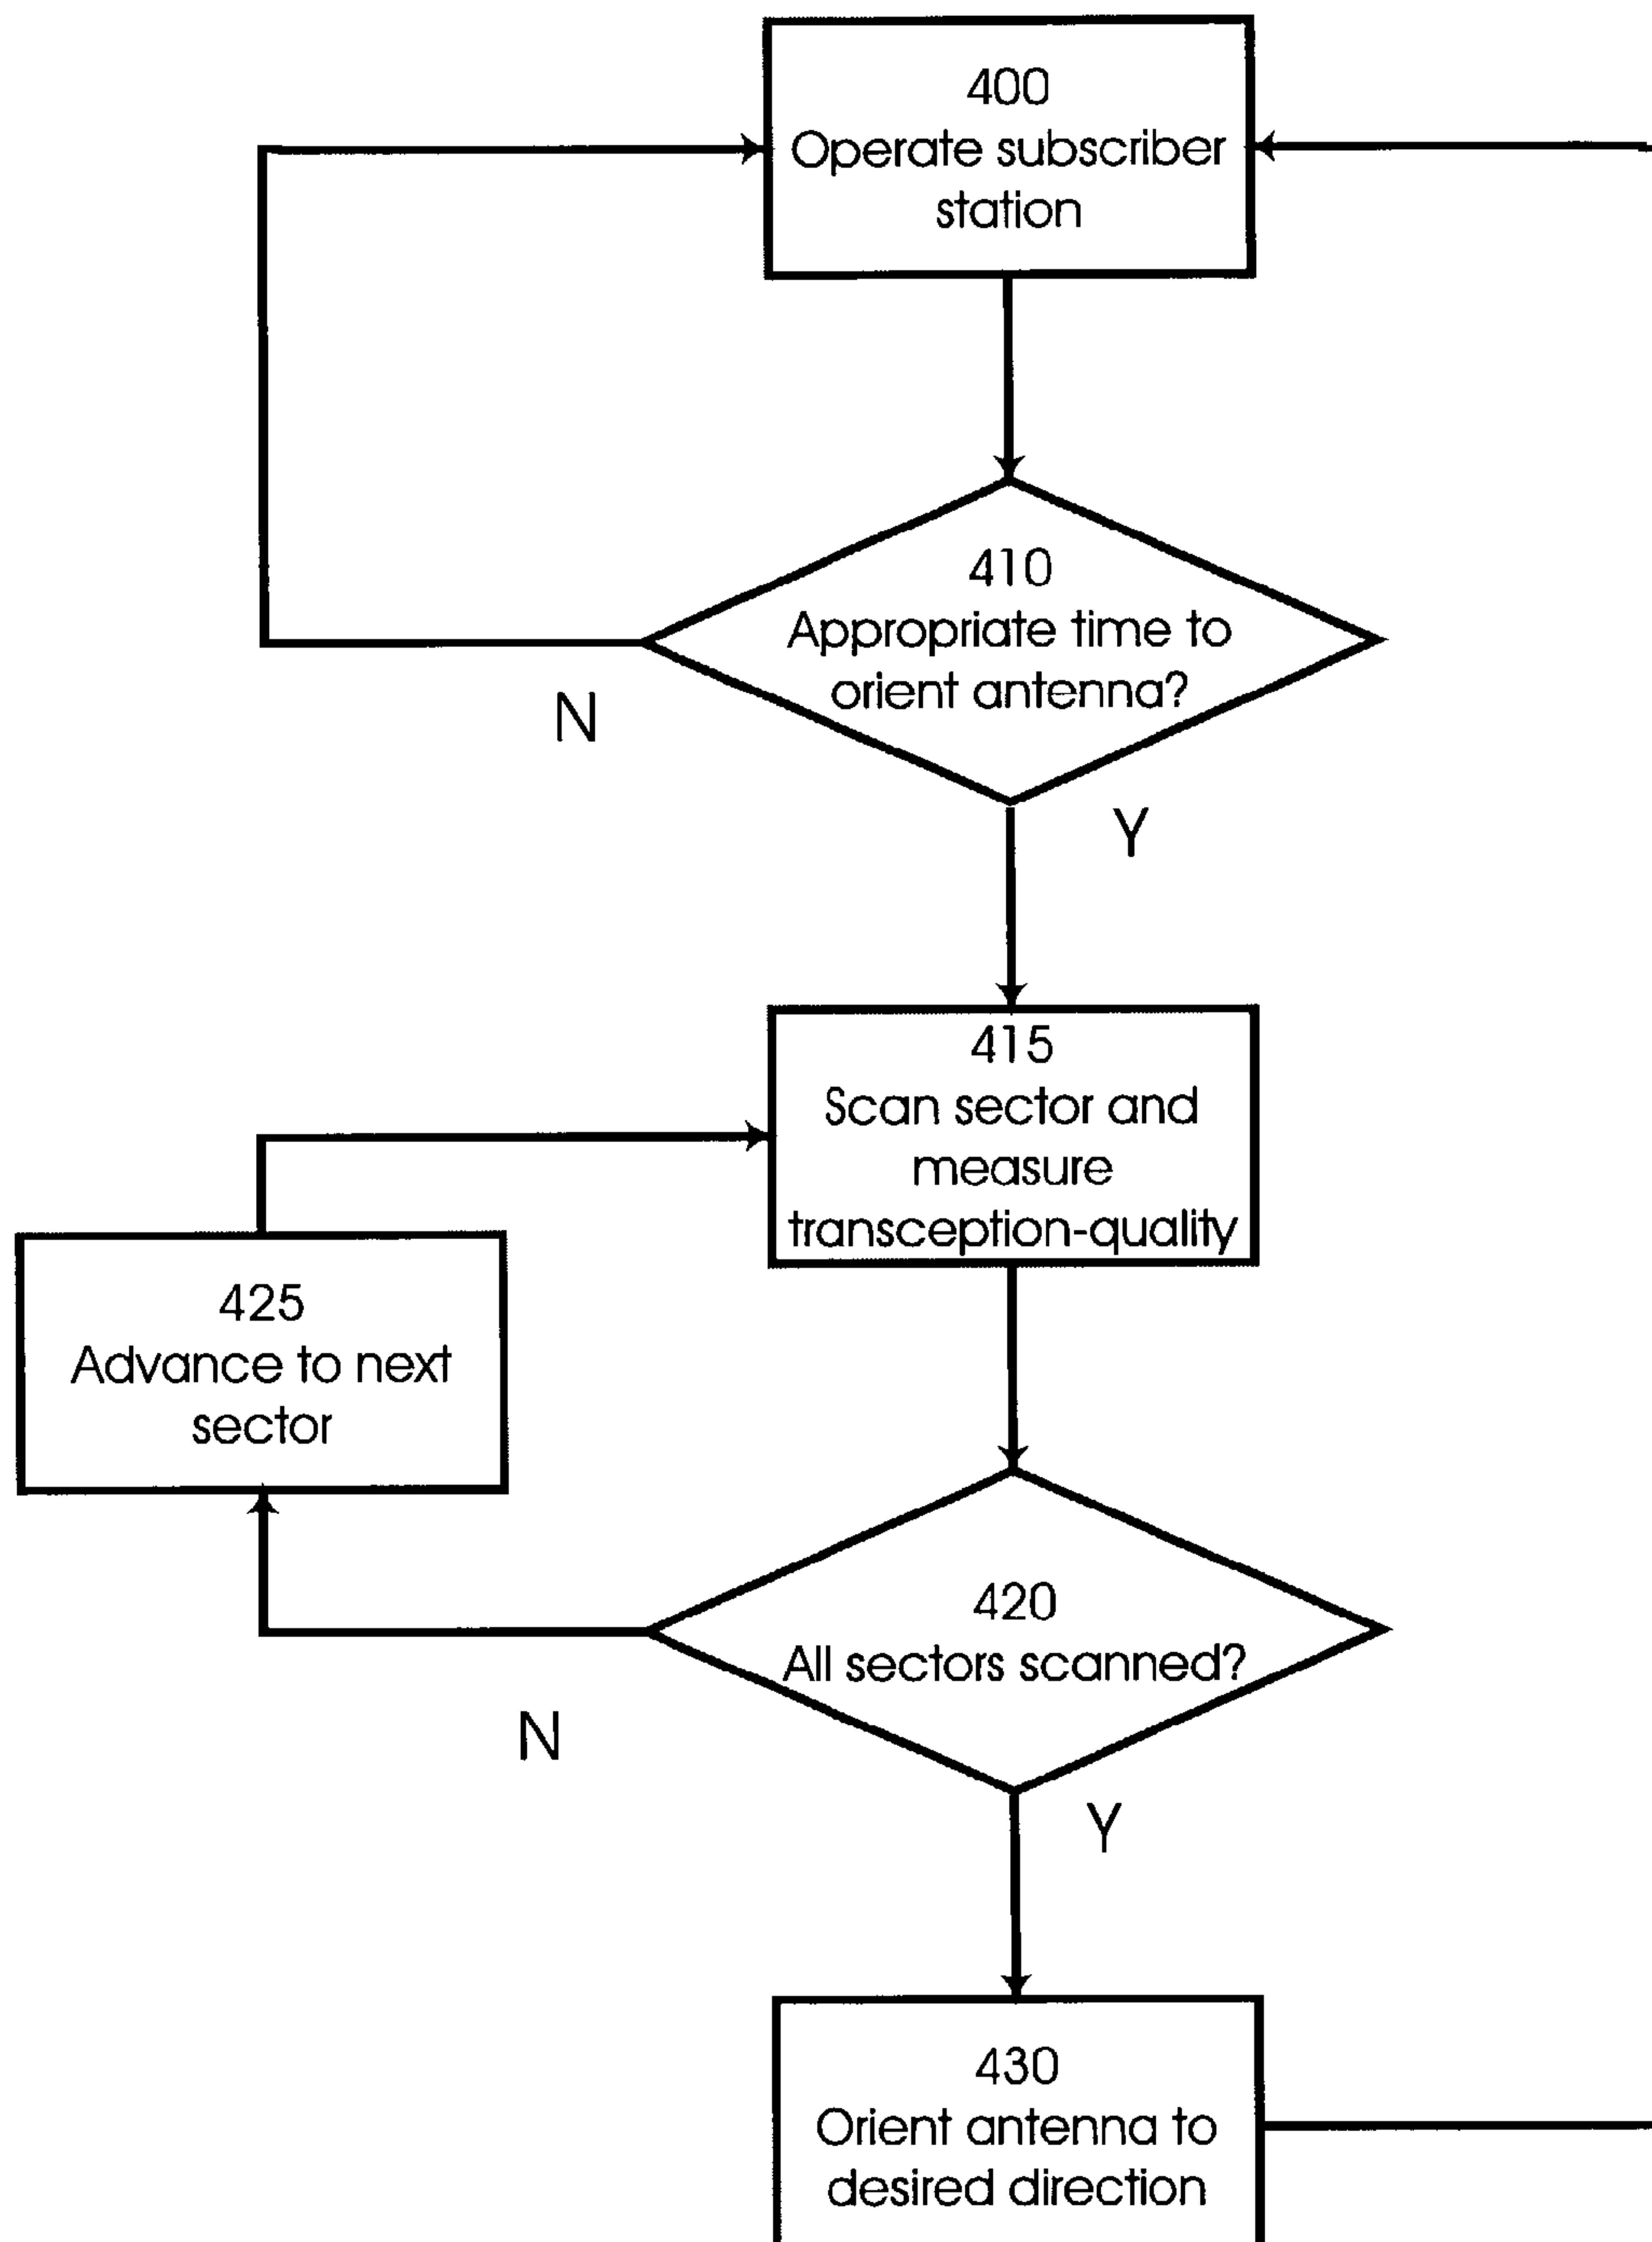 400
Operate subscriber
station
410
Appropriate time to
orient antenna?
N
Y
415
Scan sector and
measure
transception-quality
425
Advance to next
sector
420
All sectors scanned?
N
Y
430
Orient antenna to
desired direction